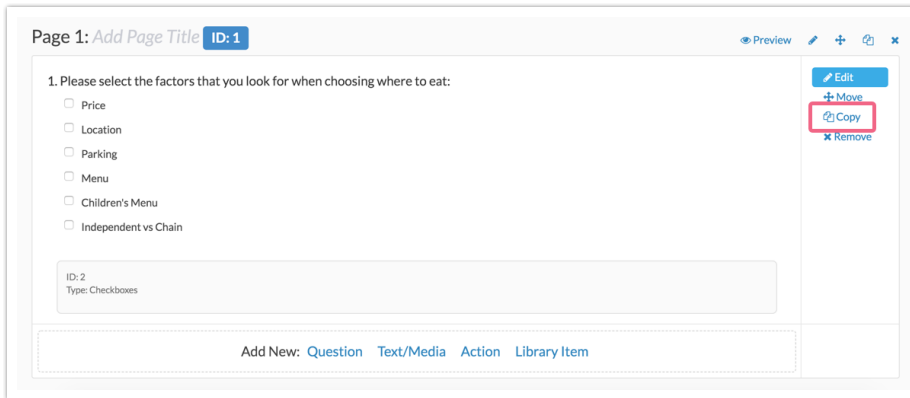 Page 1: Add Page Title ID: 1
Preview
1. Please select the factors that you look for when choosing where to eat:
Price
Location
Parking
Menu
Children's Menu
Independent vs Chain
Edit
Move
Copy
Remove
ID: 2
Type: Checkboxes
Add New: Question Text/Media Action Library Item